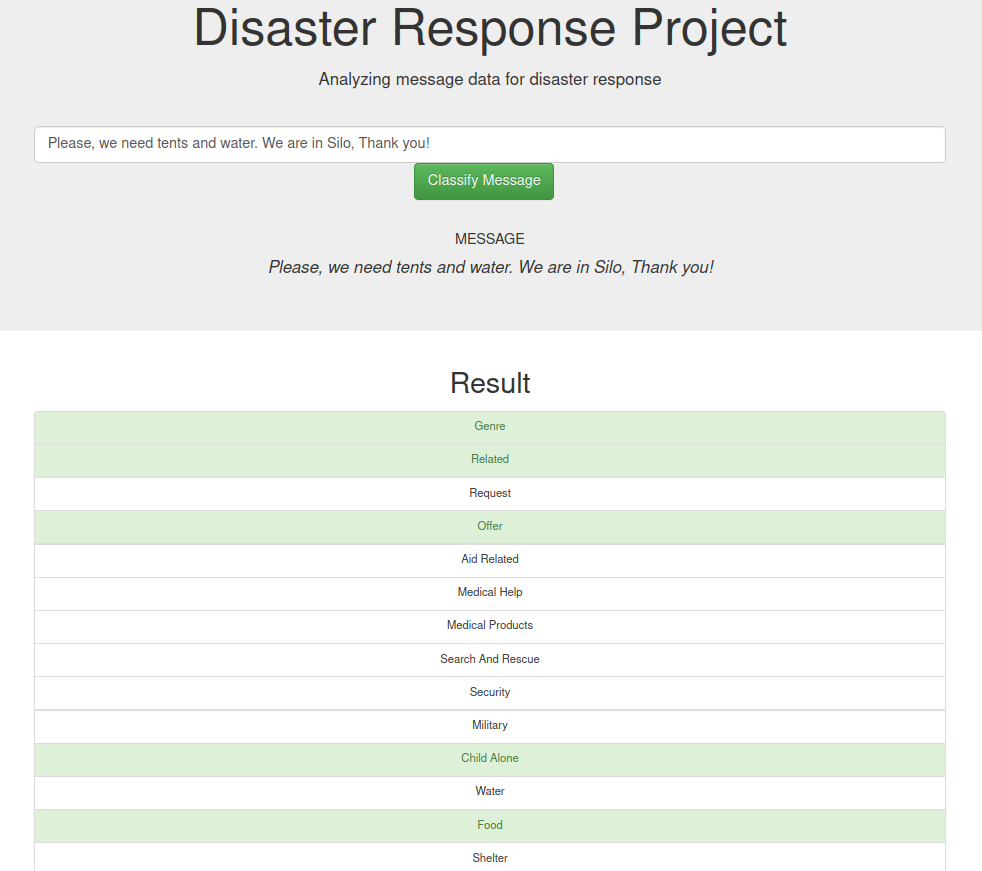 Disaster Response Project
Analyzing message data for disaster response
Please, we need tents and water. We are in Silo, Thank you!
Classify Message
MESSAGE
Please, we need tents and water. We are in Silo, Thank you!
Result
Genre
Related
Request
Offer
Aid Related
Medical Help
Medical Products
Search And Rescue
Security
Military
Child Alone
Water
Food
Shelter